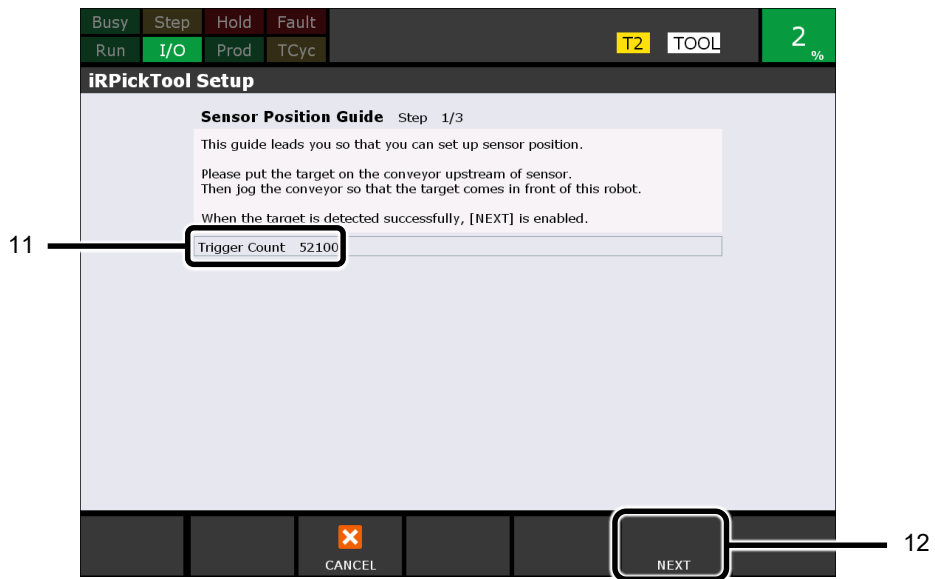 Busy Step Hold Fault
Run I/O Prod TCyc
T2 TOOL
2 %
iRPickTool Setup
Sensor Position Guide Step 1/3
This guide leads you so that you can set up sensor position.
Please put the target on the conveyor upstream of sensor.
Then jog the conveyor so that the target comes in front of this robot.
When the target is detected successfully, [NEXT] is enabled.
11
Trigger Count 52100
CANCEL
NEXT
12